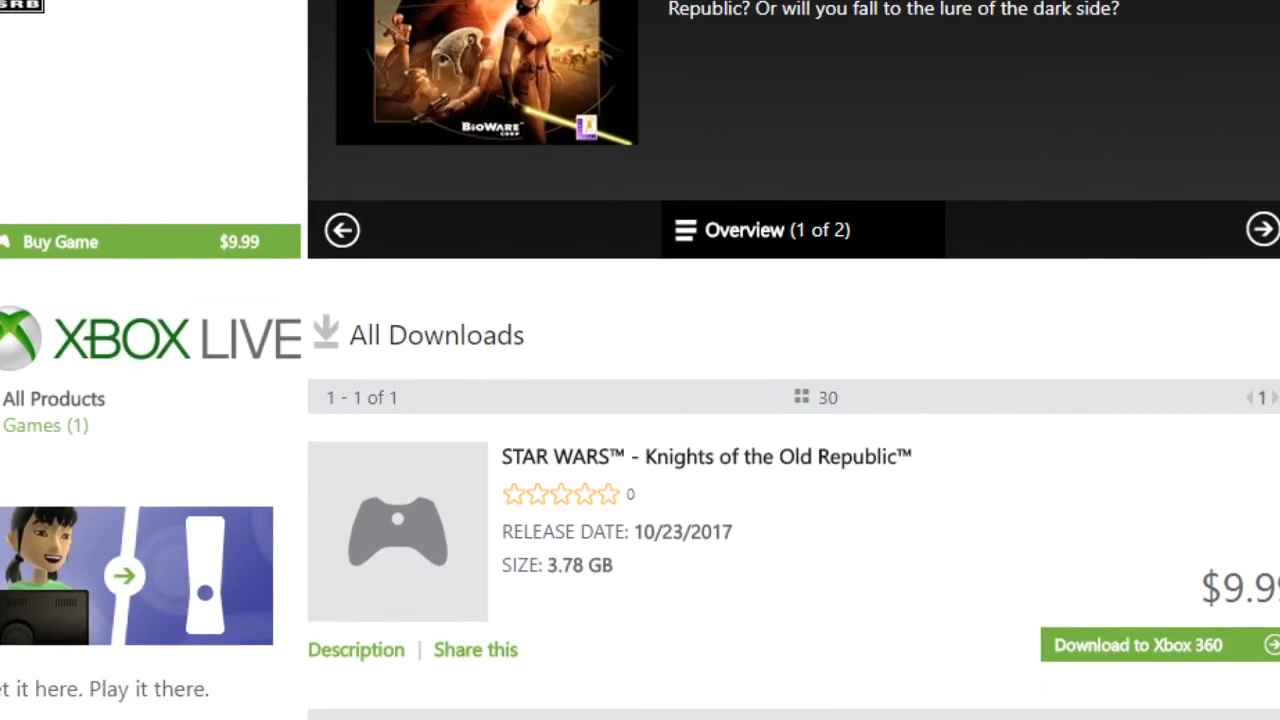 Republic? Or will you fall to the lure of the dark side?
BIOWARE CORP
Buy Game $9.99
Overview (1 of 2)
XBOX LIVE
All Downloads
All Products
1 - 1 of 1
30
1
Games (1)
STAR WARS™ - Knights of the Old Republic™
0
RELEASE DATE: 10/23/2017
SIZE: 3.78 GB
$9.99
Download to Xbox 360
Description | Share this
et it here. Play it there.